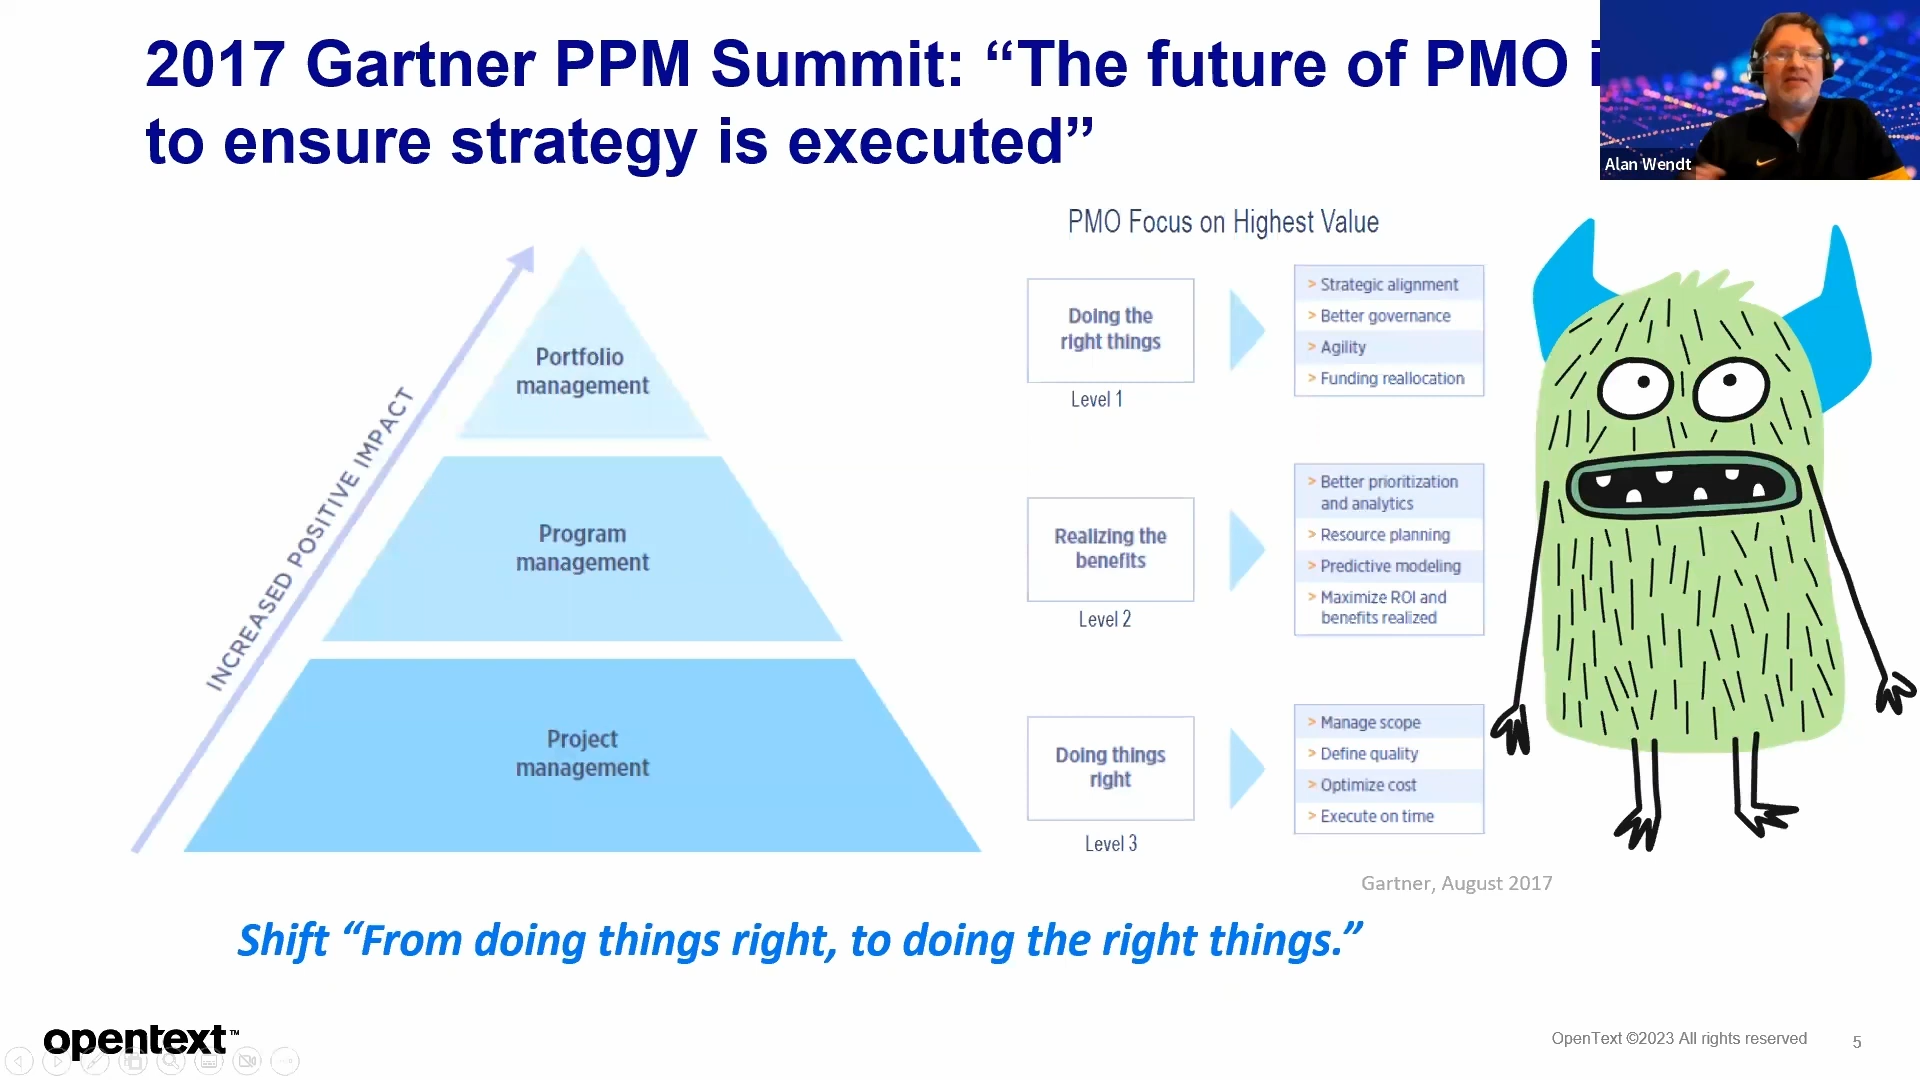 2017 Gartner PPM Summit: “The future of PMO i
to ensure strategy is executed”
Alan Wendt
PMO Focus on Highest Value
INCREASED POSITIVE IMPACT
Portfolio
management
Program
management
Project
management
Doing the
right things
Level 1
> Strategic alignment
> Better governance
> Agility
> Funding reallocation
Realizing the
benefits
Level 2
> Better prioritization
and analytics
> Resource planning
> Predictive modeling
> Maximize ROI and
benefits realized
Doing things
right
Level 3
> Manage scope
> Define quality
> Optimize cost
> Execute on time
Gartner, August 2017
Shift “From doing things right, to doing the right things.”
opentext™
OpenText ©2023 All rights reserved
5